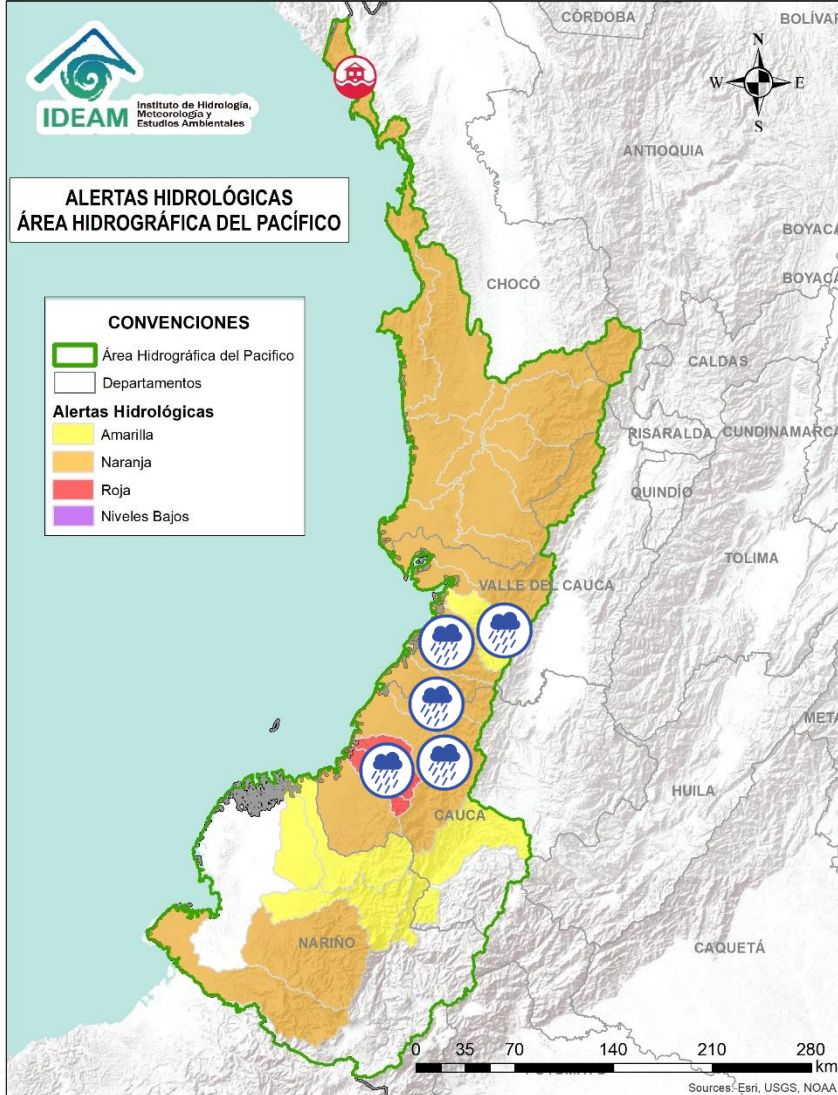 IDEAM
Instituto de Hidrología,
Meteorología y
Estudios Ambientales
CÓRDOBA
BOLÍVAR
N
W
E
S
ANTIOQUIA
ALERTAS HIDROLÓGICAS
ÁREA HIDROGRÁFICA DEL PACÍFICO
BOYACÁ
BOYACÁ
CHOCÓ
CONVENCIONES
Área Hidrográfica del Pacifico
Departamentos
Alertas Hidrológicas
Amarilla
Naranja
Roja
Niveles Bajos
CALDAS
RISARALDA
CUNDINAMARCA
QUINDÍO
TOLIMA
VALLE DEL CAUCA
META
HUILA
CAUCA
NARIÑO
CAQUETÁ
0 35 70 140 210 280
km
Sources: Esri, USGS, NOAA